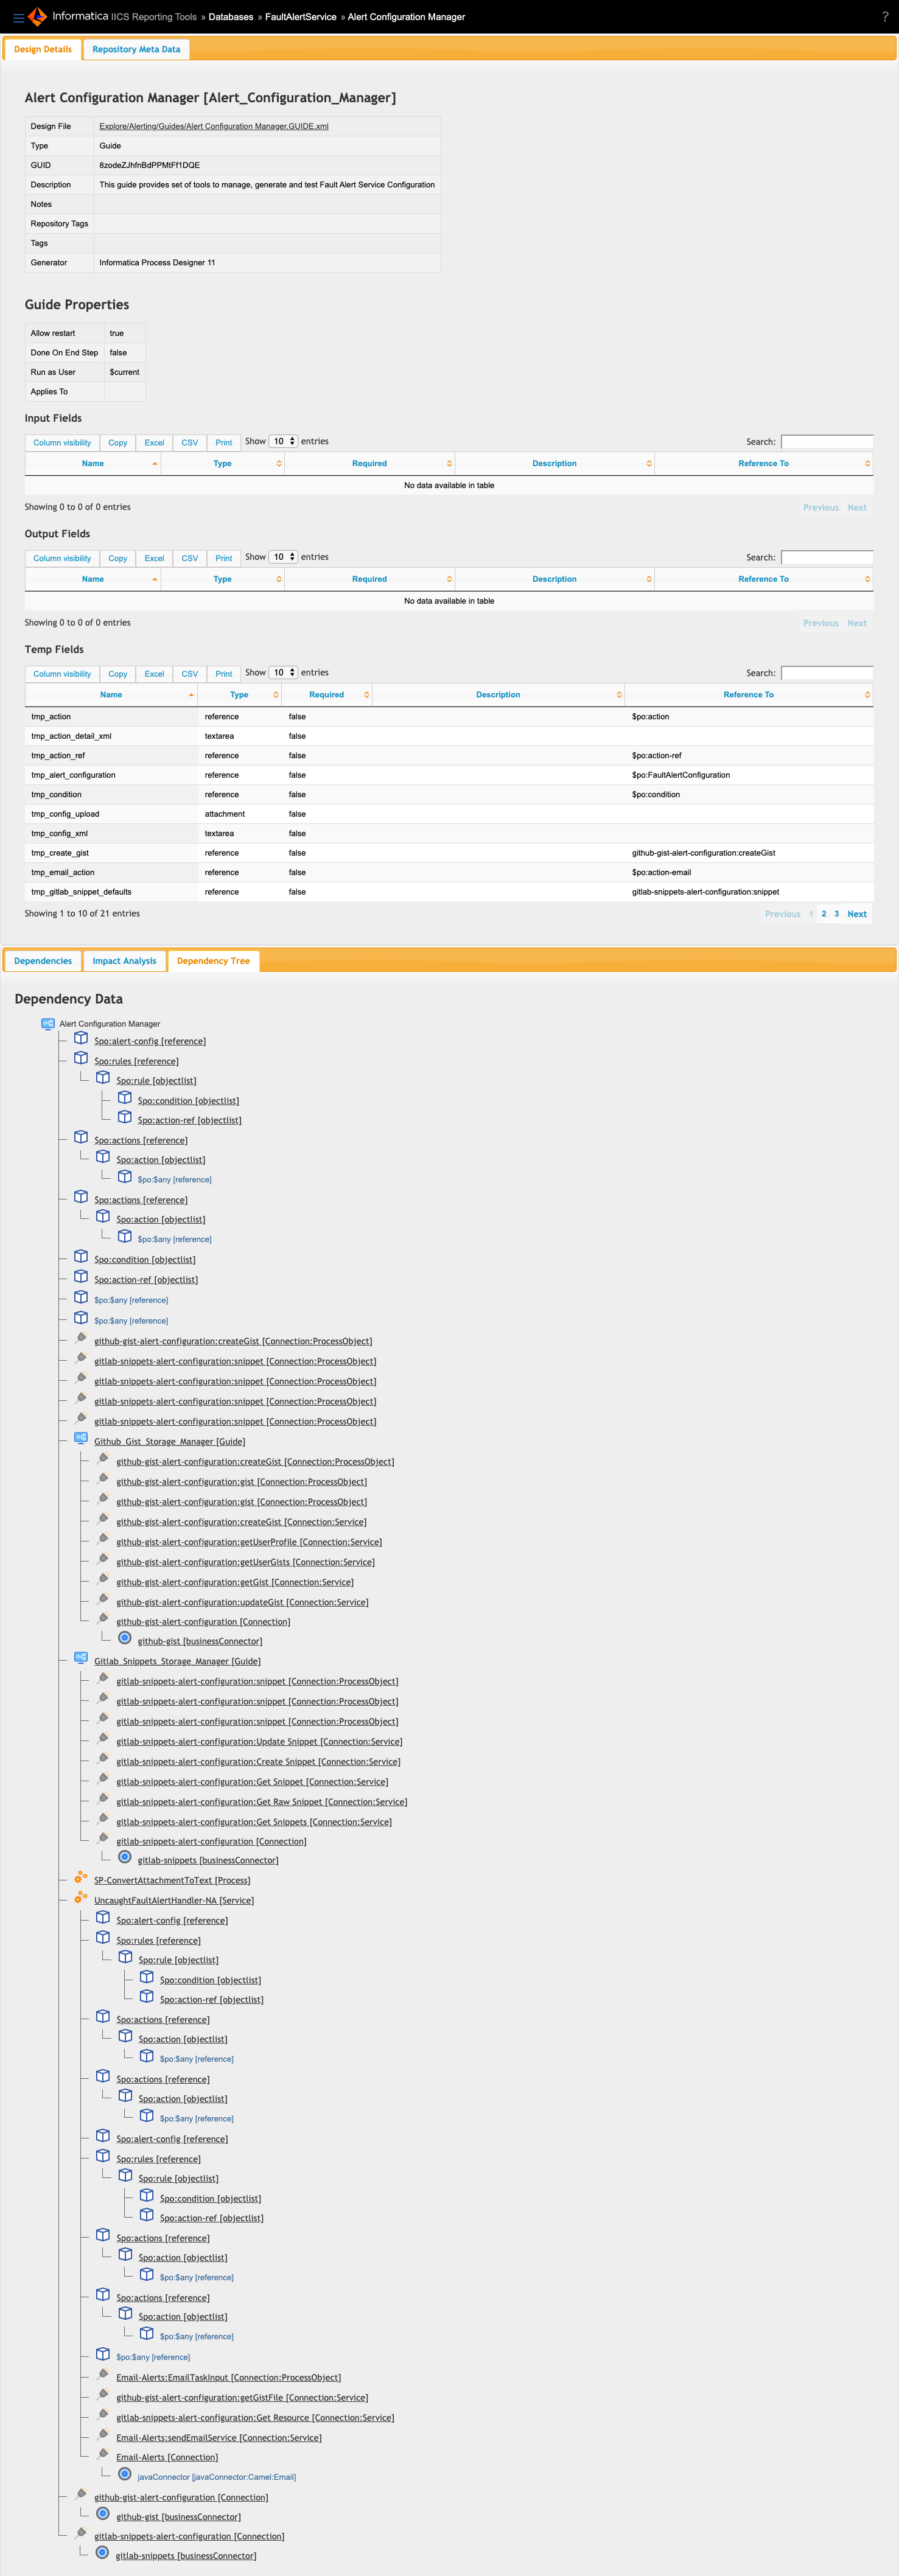 Informatica IICS Reporting Tools » Databases » FaultAlertService » Alert Configuration Manager ?
Design Details Repository Meta Data
Alert Configuration Manager [Alert_Configuration_Manager]
Design File Explore/Alerting/Guides/Alert Configuration Manager.GUIDE.xml
Type Guide
GUID 8zodeZJhfnBdPPMtFf1DQE
Description This guide provides set of tools to manage, generate and test Fault Alert Service Configuration
Notes
Repository Tags
Tags
Generator Informatica Process Designer 11
Guide Properties
Allow restart true
Done On End Step false
Run as User $current
Applies To
Input Fields
Column visibility Copy Excel CSV Print Show 10 entries Search:
Name Type Required Description Reference To
No data available in table
Showing 0 to 0 of 0 entries Previous Next
Output Fields
Column visibility Copy Excel CSV Print Show 10 entries Search:
Name Type Required Description Reference To
No data available in table
Showing 0 to 0 of 0 entries Previous Next
Temp Fields
Column visibility Copy Excel CSV Print Show 10 entries Search:
Name Type Required Description Reference To
tmp_action reference false $po:action
tmp_action_detail_xml textarea false
tmp_action_ref reference false $po:action-ref
tmp_alert_configuration reference false $po:FaultAlertConfiguration
tmp_condition reference false $po:condition
tmp_config_upload attachment false
tmp_config_xml textarea false
tmp_create_gist reference false github-gist-alert-configuration:createGist
tmp_email_action reference false $po:action-email
tmp_gitlab_snippet_defaults reference false gitlab-snippets-alert-configuration:snippet
Showing 1 to 10 of 21 entries Previous 1 2 3 Next
Dependencies Impact Analysis Dependency Tree
Dependency Data
Alert Configuration Manager
$po:alert-config [reference]
$po:rules [reference]
$po:rule [objectlist]
$po:condition [objectlist]
$po:action-ref [objectlist]
$po:actions [reference]
$po:action [objectlist]
$po:$any [reference]
$po:actions [reference]
$po:action [objectlist]
$po:$any [reference]
$po:condition [objectlist]
$po:action-ref [objectlist]
$po:$any [reference]
$po:$any [reference]
github-gist-alert-configuration:createGist [Connection:ProcessObject]
gitlab-snippets-alert-configuration:snippet [Connection:ProcessObject]
gitlab-snippets-alert-configuration:snippet [Connection:ProcessObject]
gitlab-snippets-alert-configuration:snippet [Connection:ProcessObject]
gitlab-snippets-alert-configuration:snippet [Connection:ProcessObject]
Github_Gist_Storage_Manager [Guide]
github-gist-alert-configuration:createGist [Connection:ProcessObject]
github-gist-alert-configuration:gist [Connection:ProcessObject]
github-gist-alert-configuration:gist [Connection:ProcessObject]
github-gist-alert-configuration:createGist [Connection:Service]
github-gist-alert-configuration:getUserProfile [Connection:Service]
github-gist-alert-configuration:getUserGists [Connection:Service]
github-gist-alert-configuration:getGist [Connection:Service]
github-gist-alert-configuration:updateGist [Connection:Service]
github-gist-alert-configuration [Connection]
github-gist [businessConnector]
Gitlab_Snippets_Storage_Manager [Guide]
gitlab-snippets-alert-configuration:snippet [Connection:ProcessObject]
gitlab-snippets-alert-configuration:snippet [Connection:ProcessObject]
gitlab-snippets-alert-configuration:snippet [Connection:ProcessObject]
gitlab-snippets-alert-configuration:Update Snippet [Connection:Service]
gitlab-snippets-alert-configuration:Create Snippet [Connection:Service]
gitlab-snippets-alert-configuration:Get Snippet [Connection:Service]
gitlab-snippets-alert-configuration:Get Raw Snippet [Connection:Service]
gitlab-snippets-alert-configuration:Get Snippets [Connection:Service]
gitlab-snippets-alert-configuration [Connection]
gitlab-snippets [businessConnector]
SP-ConvertAttachmentToText [Process]
UncaughtFaultAlertHandler-NA [Service]
$po:alert-config [reference]
$po:rules [reference]
$po:rule [objectlist]
$po:condition [objectlist]
$po:action-ref [objectlist]
$po:actions [reference]
$po:action [objectlist]
$po:$any [reference]
$po:actions [reference]
$po:action [objectlist]
$po:$any [reference]
$po:alert-config [reference]
$po:rules [reference]
$po:rule [objectlist]
$po:condition [objectlist]
$po:action-ref [objectlist]
$po:actions [reference]
$po:action [objectlist]
$po:$any [reference]
$po:actions [reference]
$po:action [objectlist]
$po:$any [reference]
$po:$any [reference]
Email-Alerts:EmailTaskInput [Connection:ProcessObject]
github-gist-alert-configuration:getGistFile [Connection:Service]
gitlab-snippets-alert-configuration:Get Resource [Connection:Service]
Email-Alerts:sendEmailService [Connection:Service]
Email-Alerts [Connection]
javaConnector [javaConnector:Camel:Email]
github-gist-alert-configuration [Connection]
github-gist [businessConnector]
gitlab-snippets-alert-configuration [Connection]
gitlab-snippets [businessConnector]